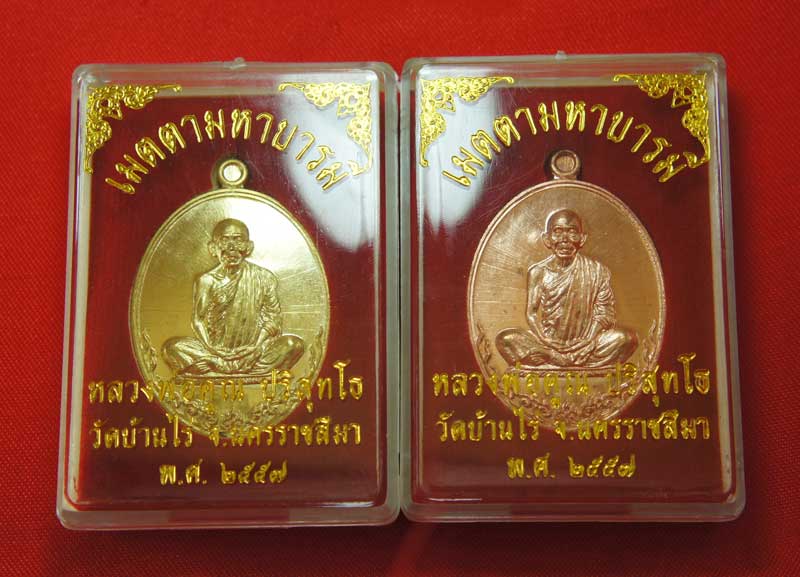 เมตตามหาบารมี
หลวงพ่อคูณ ปริสุทโธ
วัดบ้านไร่ จ.นครราชสีมา
พ.ศ. ๒๕๕๗
เมตตามหาบารมี
หลวงพ่อคูณ ปริสุทโธ
วัดบ้านไร่ จ.นครราชสีมา
พ.ศ. ๒๕๕๗